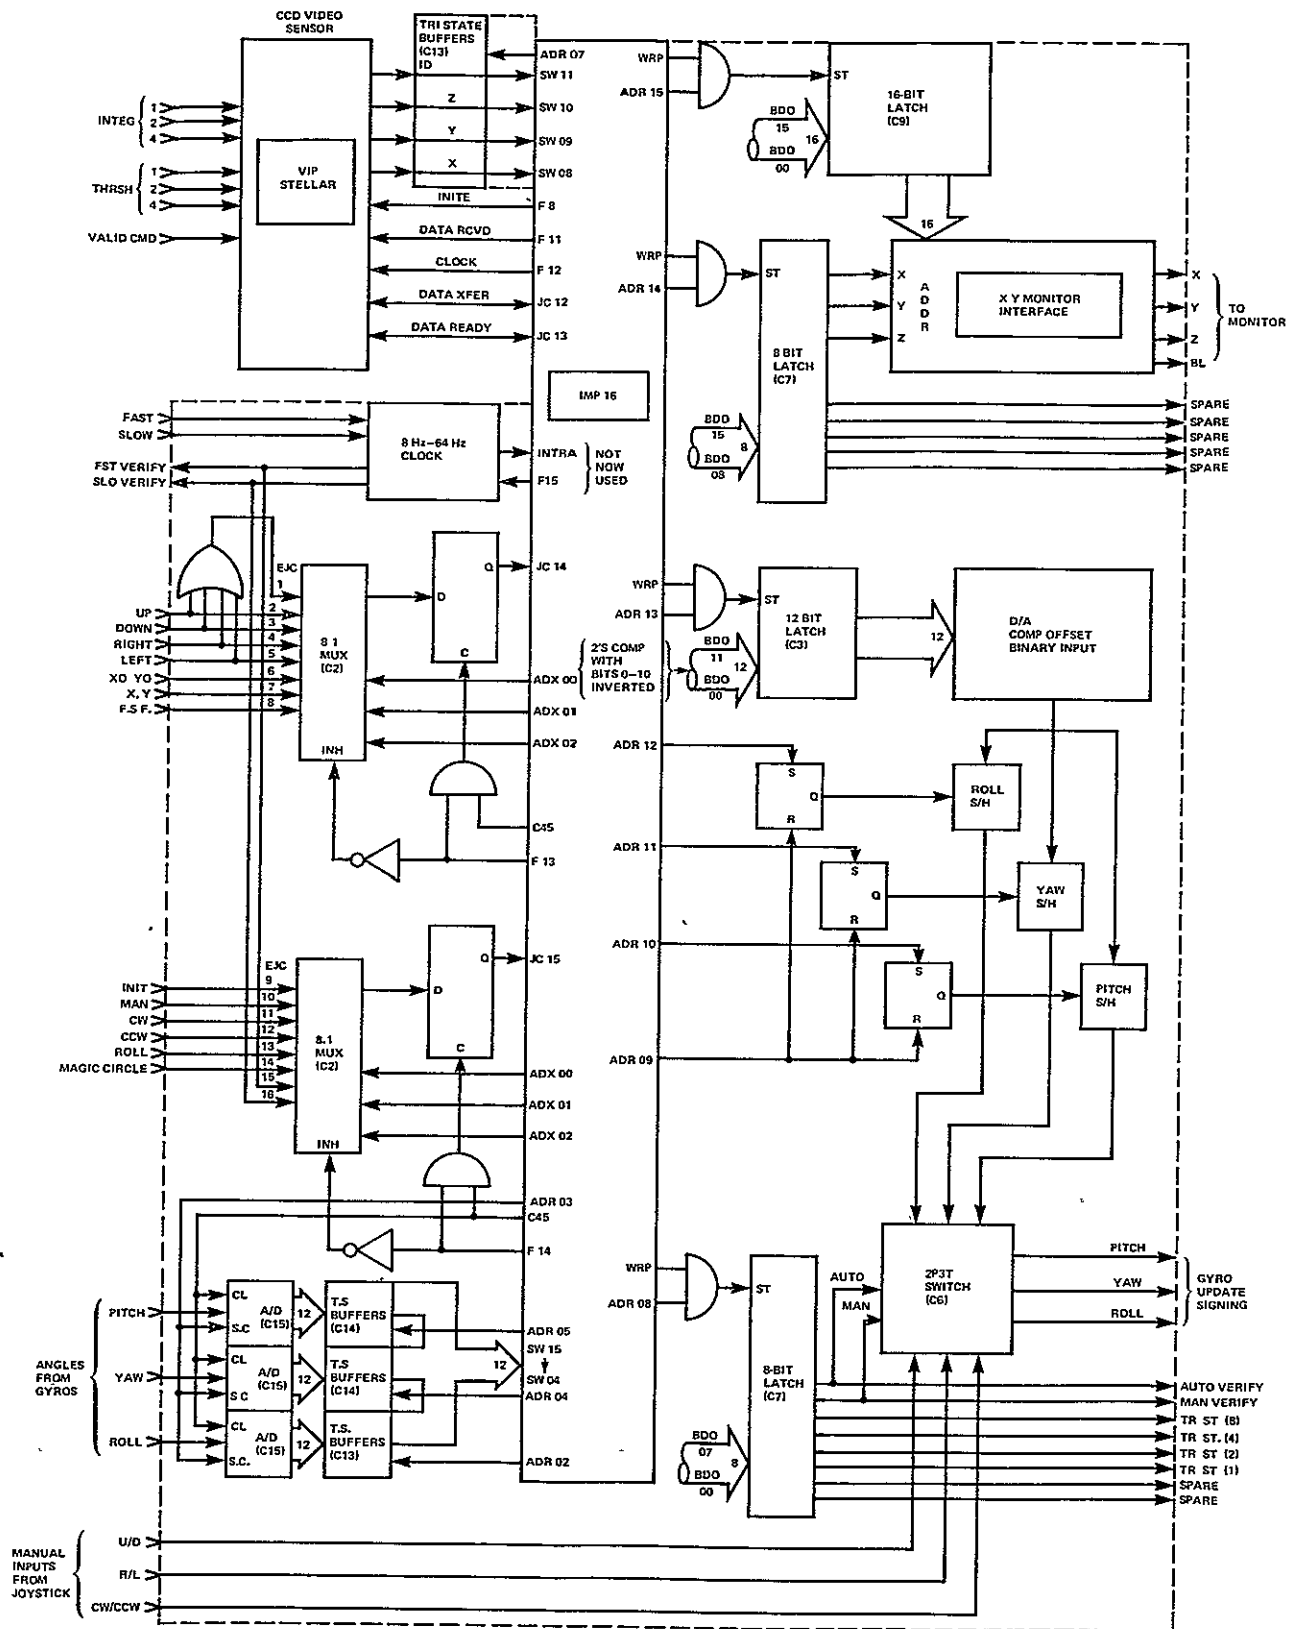 CCD VIDEO
SENSOR
TRI STATE
BUFFERS
(C13)
ID
ADR 07
SW 11
Z
SW 10
Y
SW 09
X
SW 08
INTEG
1
2
4
THRSH
1
2
4
VALID CMD
VIP
STELLAR
INITE
F 8
DATA RCVD
F 11
CLOCK
F 12
DATA XFER
JC 12
DATA READY
JC 13
IMP 16
WRP
ADR 15
ST
16-BIT
LATCH
(C9)
BDO
15
16
BDO
00
16
WRP
ADR 14
ST
8 BIT
LATCH
(C7)
BDO
15
8
BDO
08
X
Y
Z
A
D
D
R
X Y MONITOR
INTERFACE
X
Y
Z
BL
TO
MONITOR
SPARE
SPARE
SPARE
SPARE
SPARE
FAST
SLOW
FST VERIFY
SLO VERIFY
8 Hz–64 Hz
CLOCK
INTRA
F15
NOT
NOW
USED
EJC
1
2
3
4
5
6
7
8
UP
DOWN
RIGHT
LEFT
XO YO
X, Y
F.S F.
8 1
MUX
(C2)
INH
D
Q
C
JC 14
ADX 00
ADX 01
ADX 02
C45
F 13
WRP
ADR 13
ST
12 BIT
LATCH
(C3)
2'S COMP
WITH
BITS 0–10
INVERTED
BDO
11
12
BDO
00
12
D/A
COMP OFFSET
BINARY INPUT
ADR 12
S
Q
R
ROLL
S/H
ADR 11
S
Q
R
YAW
S/H
ADR 10
S
Q
R
PITCH
S/H
ADR 09
EJC
9
10
11
12
13
14
15
16
INIT
MAN
CW
CCW
ROLL
MAGIC CIRCLE
8.1
MUX
(C2)
INH
D
Q
C
JC 15
ADX 00
ADX 01
ADX 02
ADR 03
C45
F 14
ANGLES
FROM
GYROS
PITCH
YAW
ROLL
CL
S.C
A/D
(C15)
12
T.S
BUFFERS
(C14)
CL
S C
A/D
(C15)
12
T.S
BUFFERS
(C14)
CL
S.C.
A/D
(C15)
12
T.S.
BUFFERS
(C13)
ADR 05
SW 15
12
SW 04
ADR 04
ADR 02
WRP
ADR 08
ST
8-BIT
LATCH
(C7)
BDO
07
8
BDO
00
AUTO
MAN
2P3T
SWITCH
(C6)
PITCH
YAW
ROLL
GYRO
UPDATE
SIGNING
AUTO VERIFY
MAN VERIFY
TR ST (8)
TR ST. (4)
TR ST (2)
TR ST (1)
SPARE
SPARE
MANUAL
INPUTS
FROM
JOYSTICK
U/D
R/L
CW/CCW